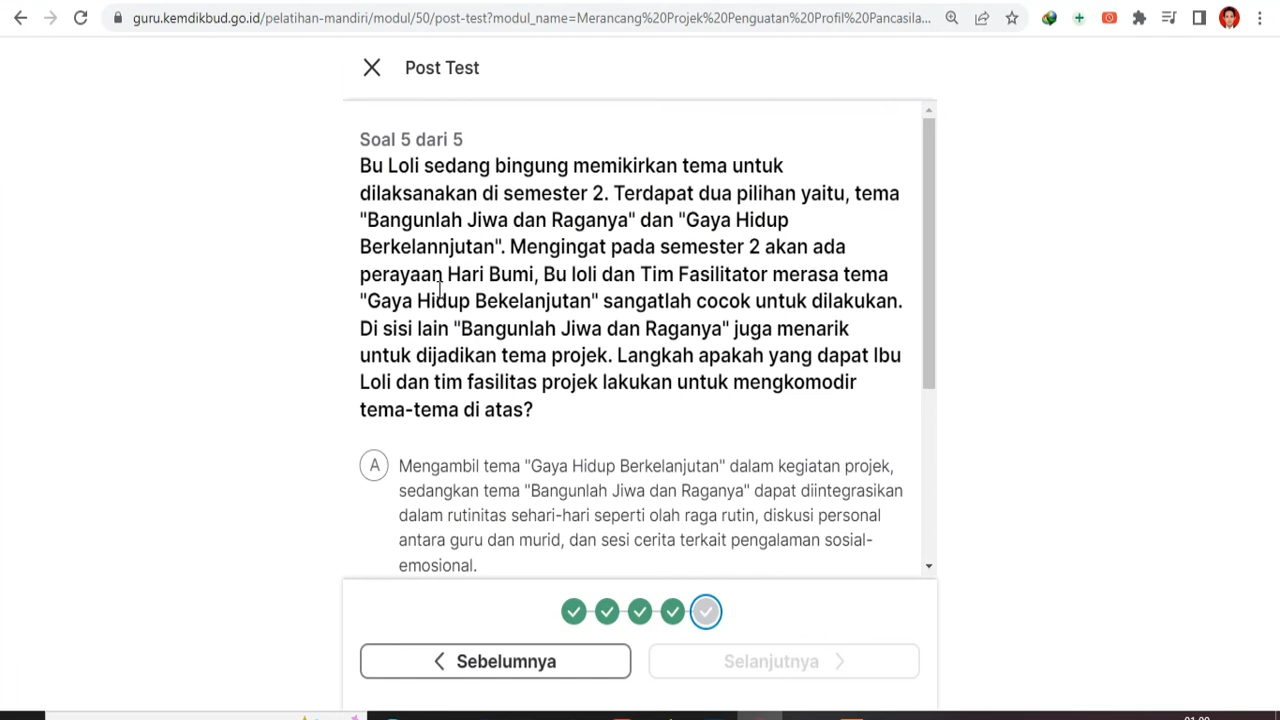 guru.kemdikbud.go.id/pelatihan-mandiri/modul/50/post-test?modul_name=Merancang%20Projek%20Penguatan%20Profil%20Pancasila...
Post Test
Soal 5 dari 5
Bu Loli sedang bingung memikirkan tema untuk
dilaksanakan di semester 2. Terdapat dua pilihan yaitu, tema
"Bangunlah Jiwa dan Raganya" dan "Gaya Hidup
Berkelannjutan". Mengingat pada semester 2 akan ada
perayaan Hari Bumi, Bu loli dan Tim Fasilitator merasa tema
"Gaya Hidup Bekelanjutan" sangatlah cocok untuk dilakukan.
Di sisi lain "Bangunlah Jiwa dan Raganya" juga menarik
untuk dijadikan tema projek. Langkah apakah yang dapat Ibu
Loli dan tim fasilitas projek lakukan untuk mengkomodir
tema-tema di atas?
A
Mengambil tema "Gaya Hidup Berkelanjutan" dalam kegiatan projek,
sedangkan tema "Bangunlah Jiwa dan Raganya" dapat diintegrasikan
dalam rutinitas sehari-hari seperti olah raga rutin, diskusi personal
antara guru dan murid, dan sesi cerita terkait pengalaman sosial-
emosional.
Sebelumnya
Selanjutnya